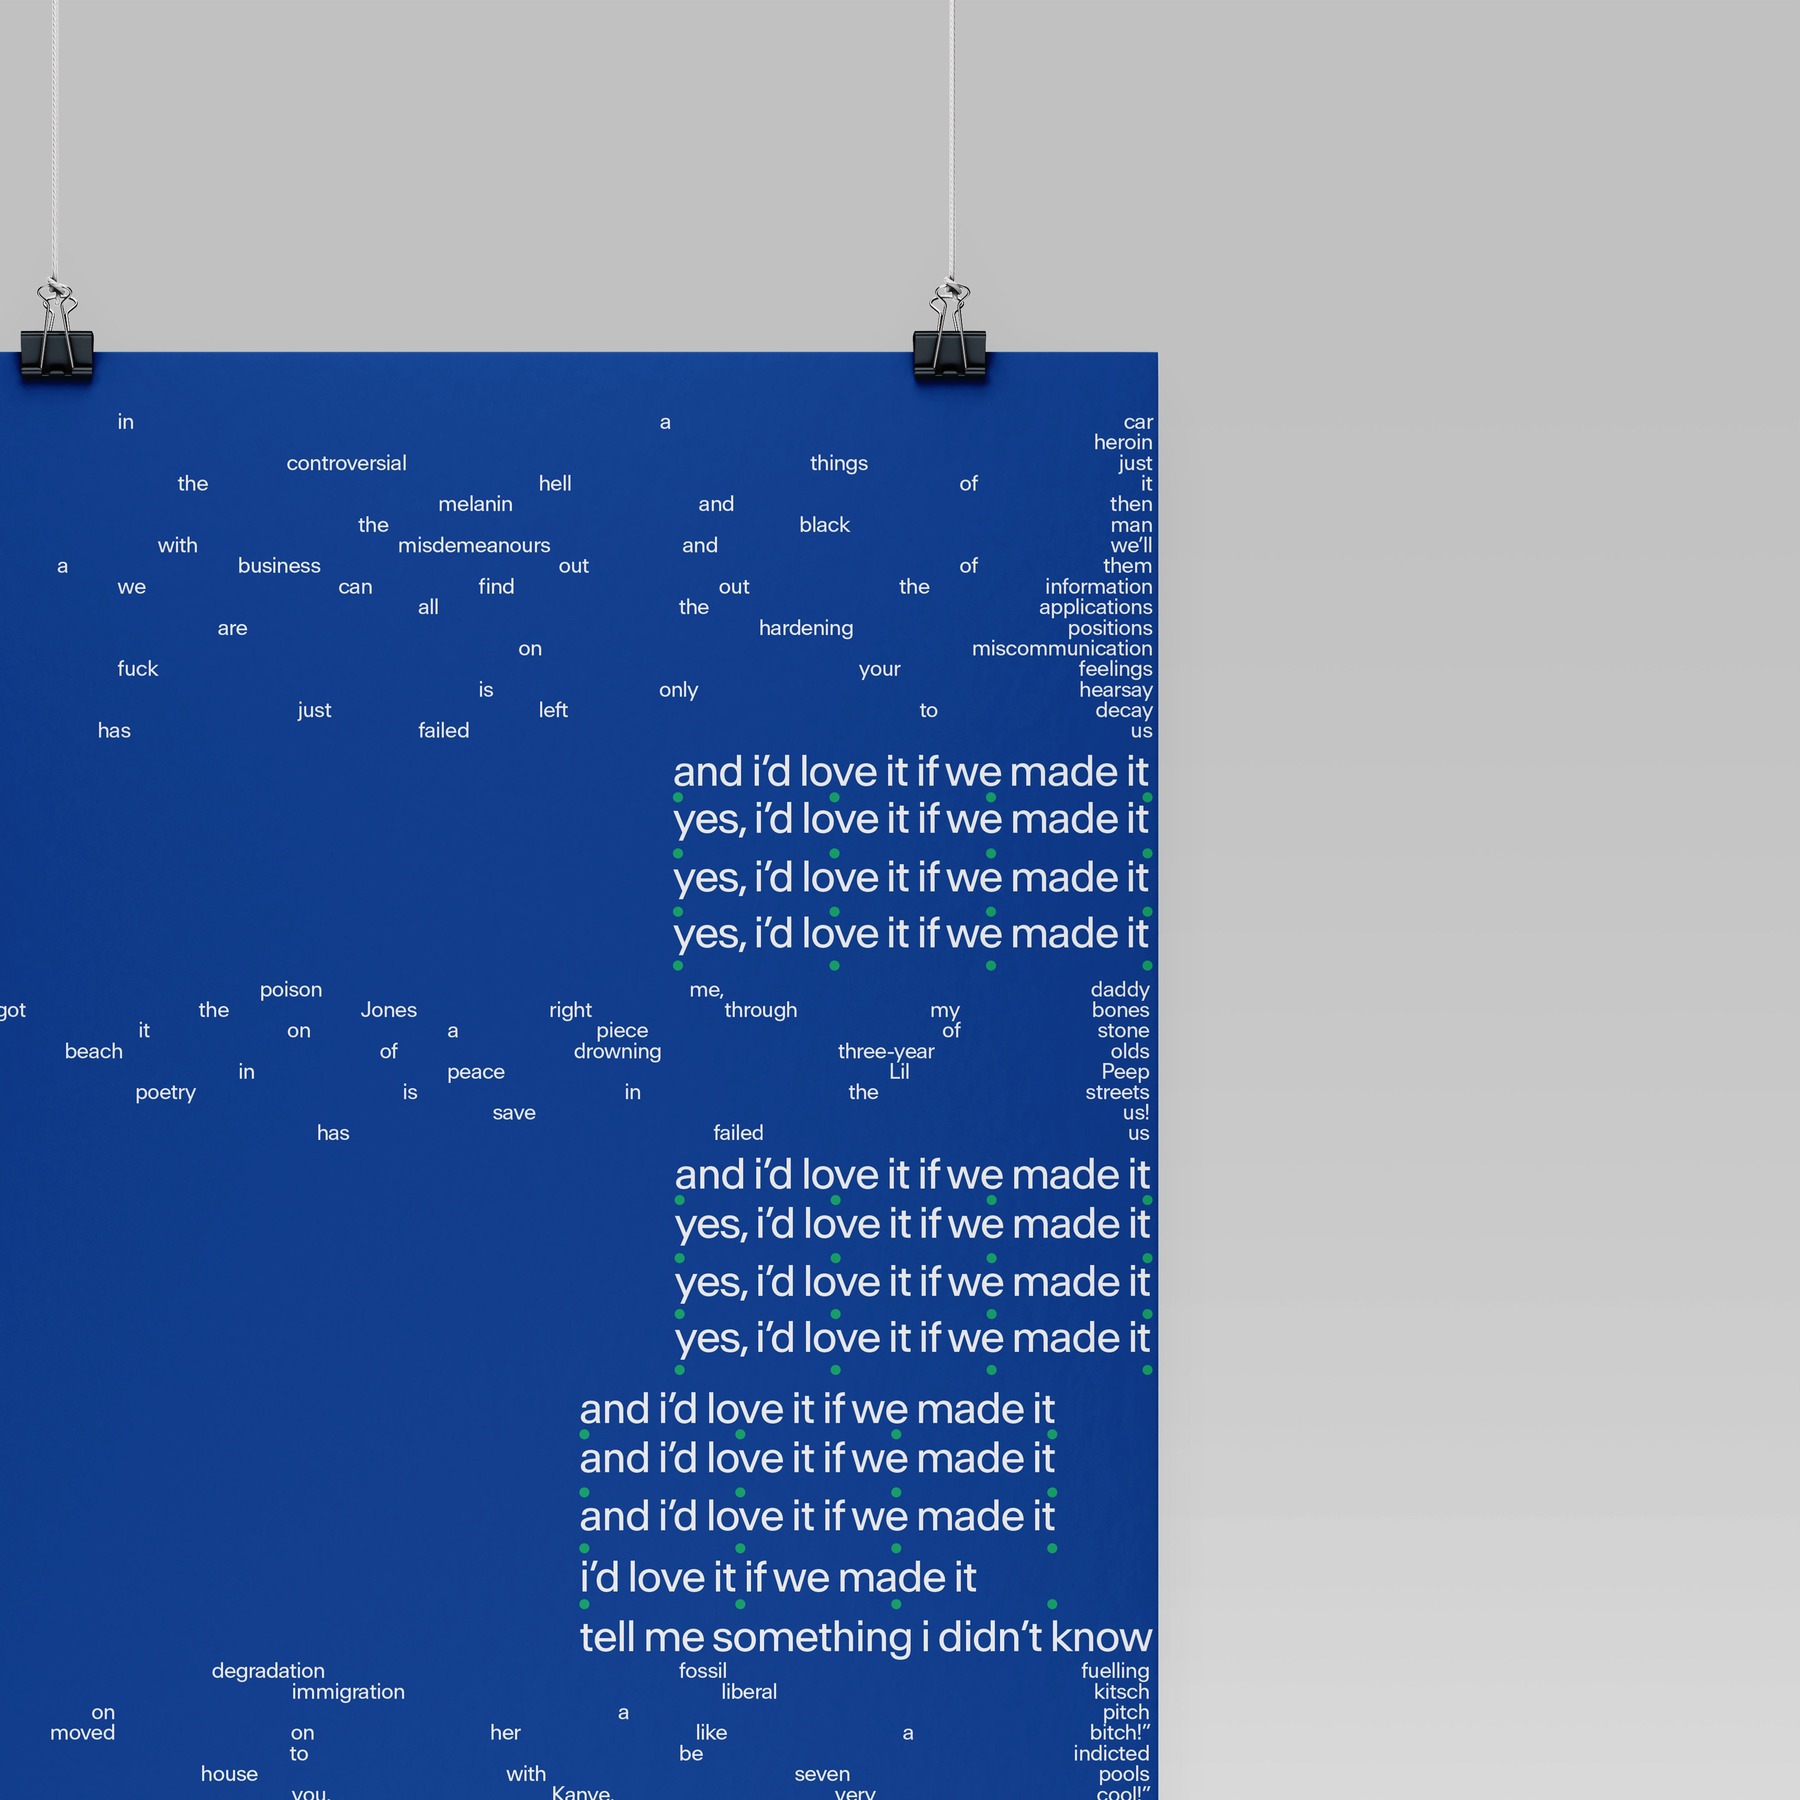 in a car
heroin
controversial things just
the hell of it
melanin and then
the black man
with misdemeanours and we’ll
a business out of them
we can find out the information
all the applications
are hardening positions
on miscommunication
fuck your feelings
is only hearsay
just left to decay
has failed us
and i’d love it if we made it
yes, i’d love it if we made it
yes, i’d love it if we made it
yes, i’d love it if we made it
poison me, daddy
got the Jones right through my bones
it on a piece of stone
beach of drowning three-year olds
in peace Lil Peep
poetry is in the streets
save us!
has failed us
and i’d love it if we made it
yes, i’d love it if we made it
yes, i’d love it if we made it
yes, i’d love it if we made it
and i’d love it if we made it
and i’d love it if we made it
and i’d love it if we made it
i’d love it if we made it
tell me something i didn’t know
degradation fossil fuelling
immigration liberal kitsch
on a pitch
moved on her like a bitch!”
to be indicted
house with seven pools
you, Kanye, very cool!”